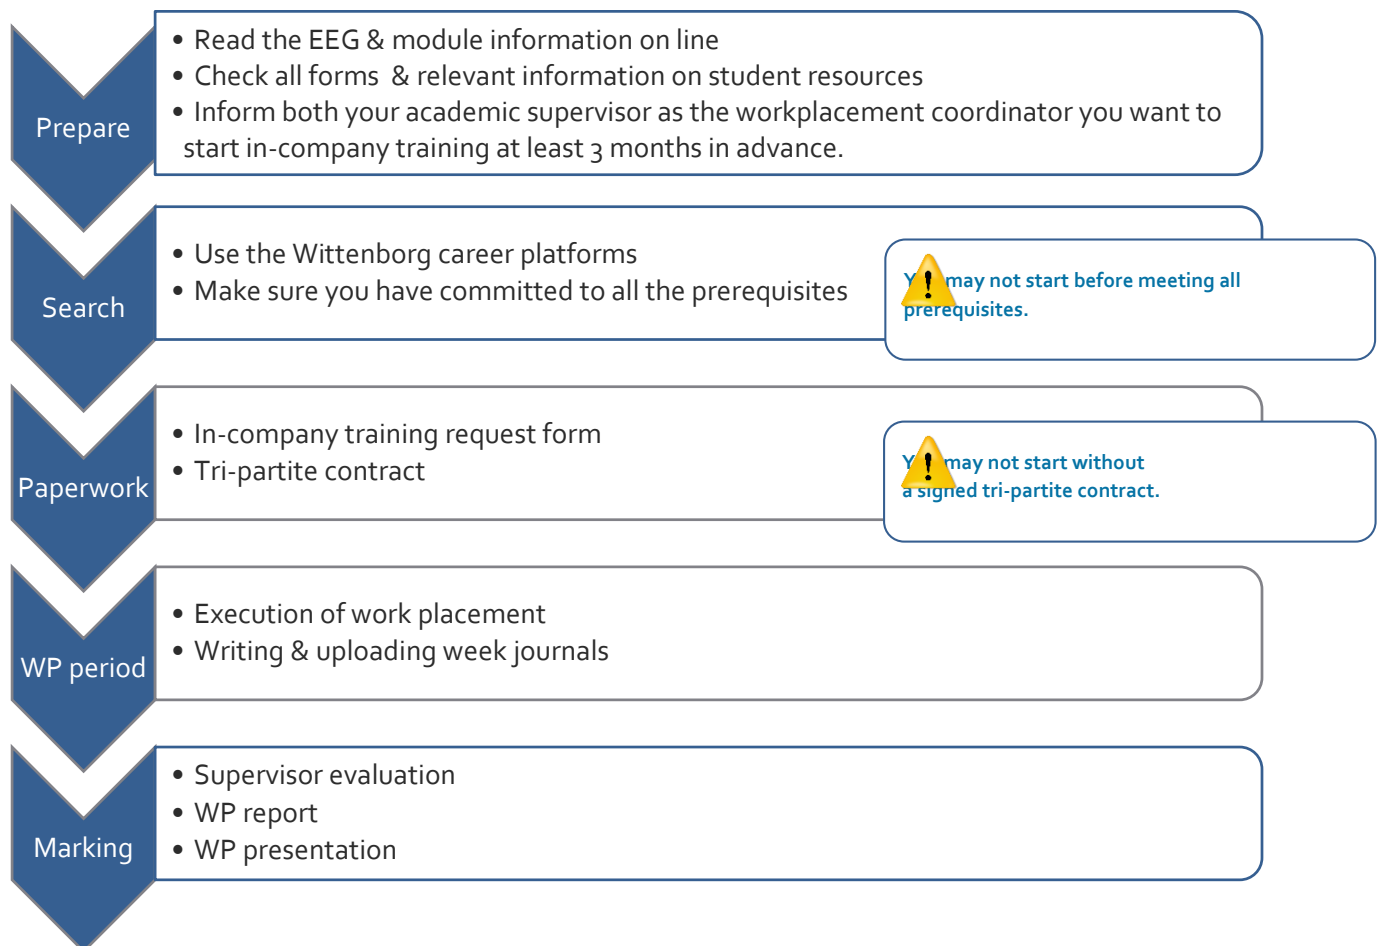 Prepare
• Read the EEG & module information on line
• Check all forms & relevant information on student resources
• Inform both your academic supervisor as the workplacement coordinator you want to
start in-company training at least 3 months in advance.
Search
• Use the Wittenborg career platforms
• Make sure you have committed to all the prerequisites
may not start before meeting all
prerequisites.
Paperwork
• In-company training request form
• Tri-partite contract
may not start without
a signed tri-partite contract.
WP period
• Execution of work placement
• Writing & uploading week journals
Marking
• Supervisor evaluation
• WP report
• WP presentation